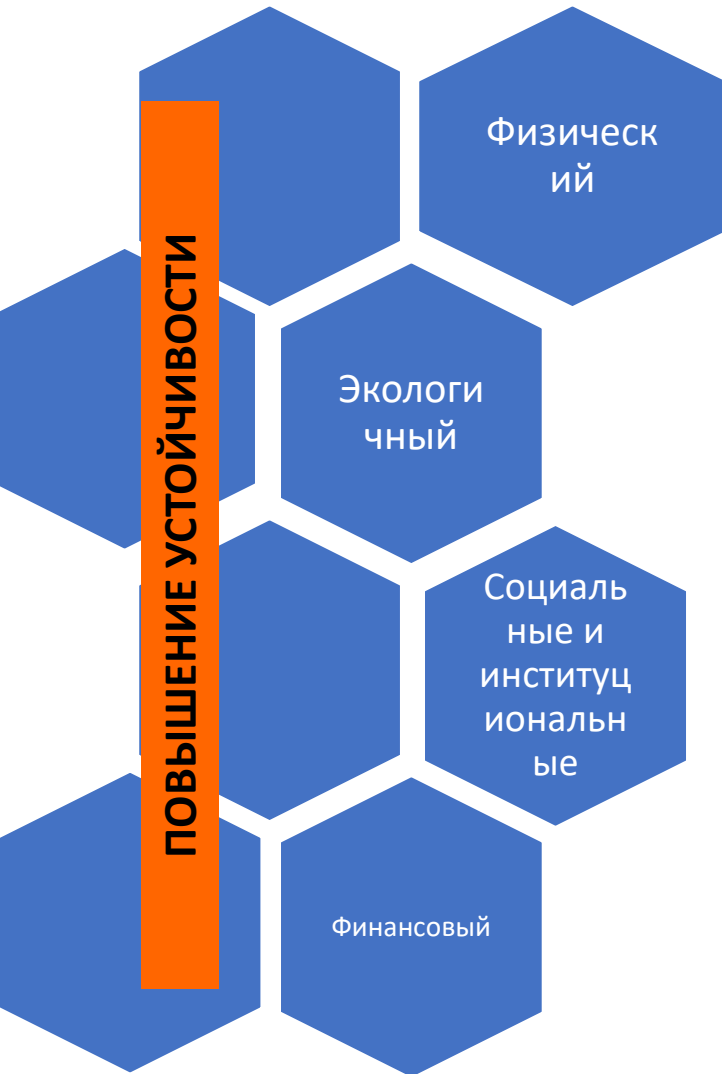 Физическ
ий
ПОВЫШЕНИЕ УСТОЙЧИВОСТИ
Экологи
чный
Социаль
ные и
институц
иональн
ые
Финансовый